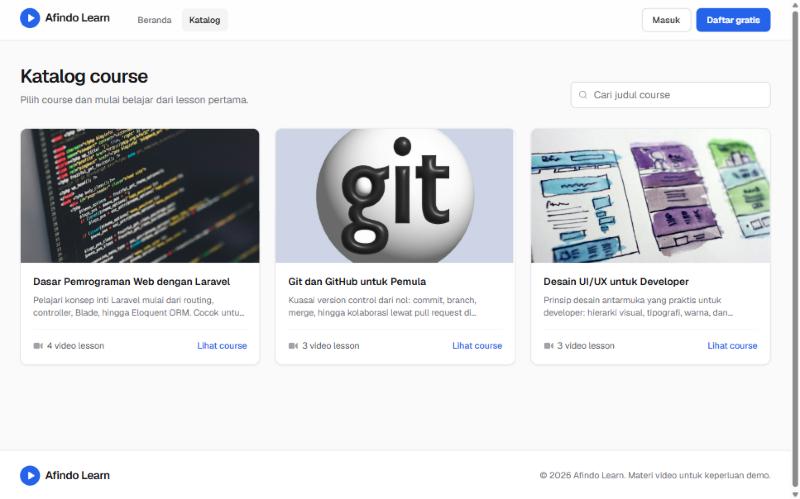 Afindo Learn
Beranda
Katalog
Masuk
Daftar gratis
Katalog course
Pilih course dan mulai belajar dari lesson pertama.
Cari judul course
git
Dasar Pemrograman Web dengan Laravel
Pelajari konsep inti Laravel mulai dari routing,
controller, Blade, hingga Eloquent ORM. Cocok untu...
4 video lesson
Lihat course
Git dan GitHub untuk Pemula
Kuasai version control dari nol: commit, branch,
merge, hingga kolaborasi lewat pull request di...
3 video lesson
Lihat course
Desain UI/UX untuk Developer
Prinsip desain antarmuka yang praktis untuk
developer: hierarki visual, tipografi, warna, dan...
3 video lesson
Lihat course
Afindo Learn
© 2026 Afindo Learn. Materi video untuk keperluan demo.